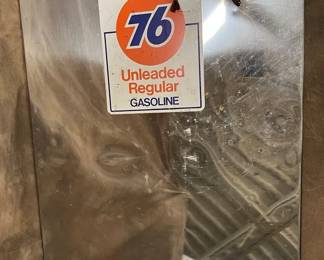 76
Unleaded
Regular
GASOLINE